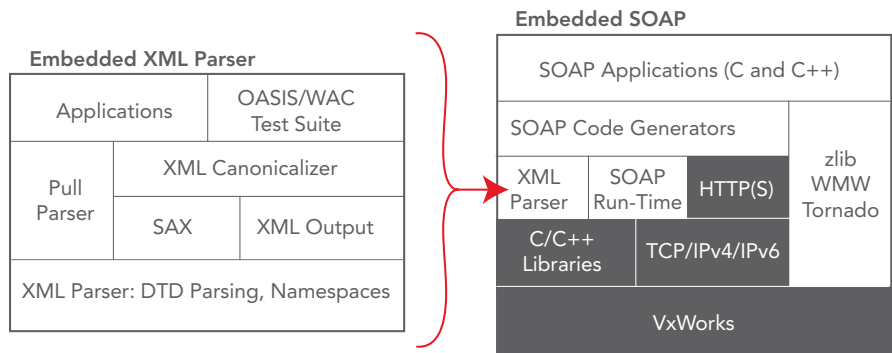 Embedded XML Parser
Applications
OASIS/WAC
Test Suite
Pull
Parser
XML Canonicalizer
SAX
XML Output
XML Parser: DTD Parsing, Namespaces
Embedded SOAP
SOAP Applications (C and C++)
SOAP Code Generators
zlib
WMW
Tornado
XML
Parser
SOAP
Run-Time
HTTP(S)
C/C++
Libraries
TCP/IPv4/IPv6
VxWorks